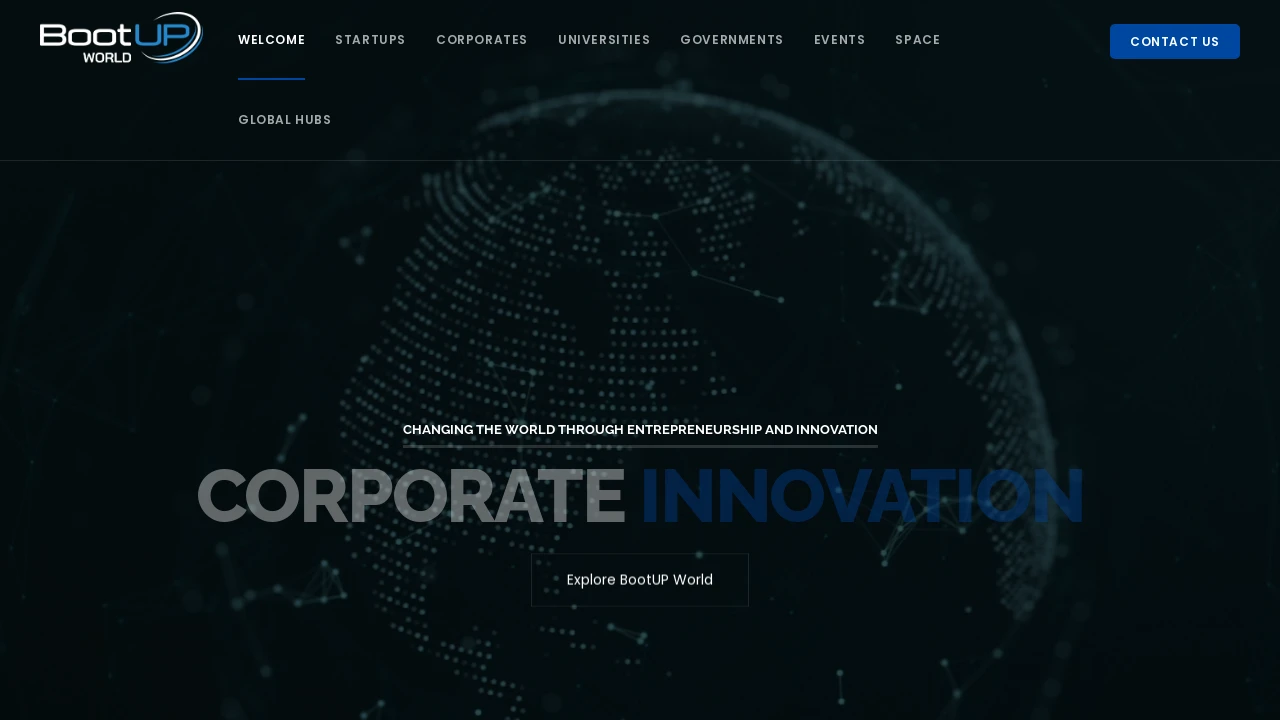 BootUP
WORLD
WELCOME STARTUPS CORPORATES UNIVERSITIES GOVERNMENTS EVENTS SPACE
CONTACT US
GLOBAL HUBS
CHANGING THE WORLD THROUGH ENTREPRENEURSHIP AND INNOVATION
CORPORATE INNOVATION
Explore BootUP World